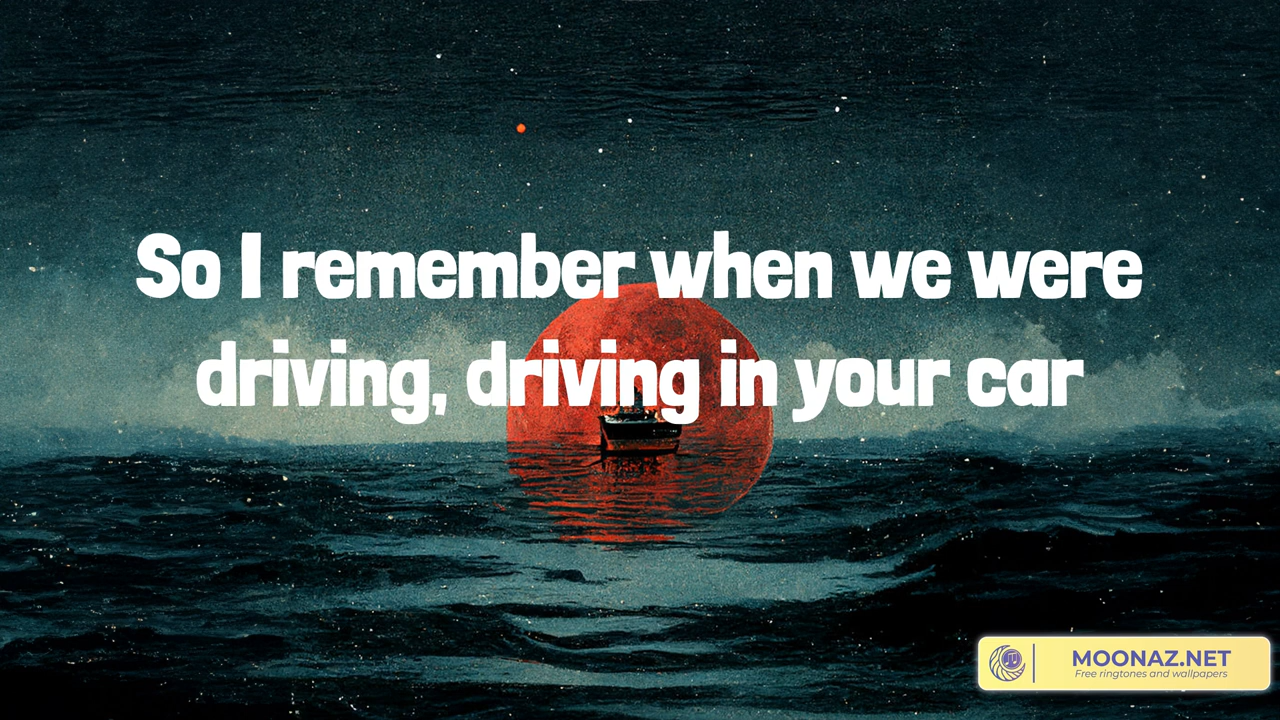 So I remember when we were
driving, driving in your car
MOONAZ.NET
Free ringtones and wallpapers